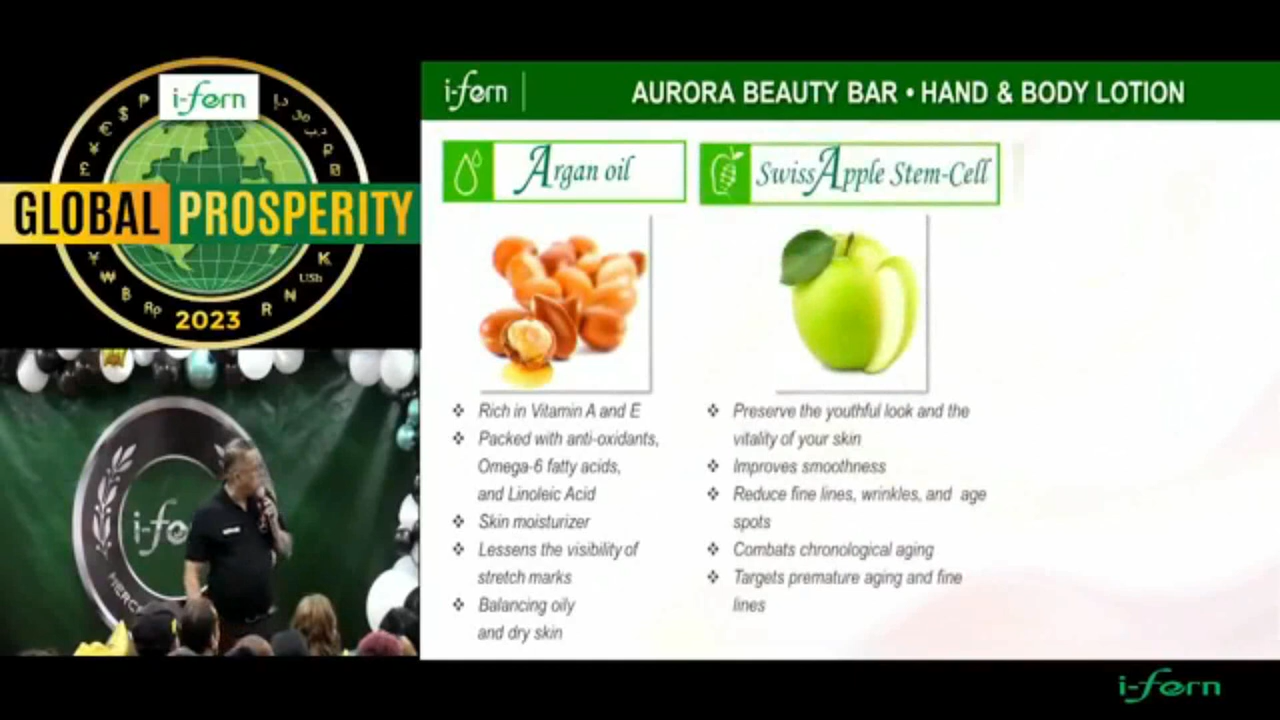 i-fern
GLOBAL PROSPERITY
2023
i-fern
AURORA BEAUTY BAR • HAND & BODY LOTION
Argan oil
Swiss Apple Stem-Cell
❖ Rich in Vitamin A and E
❖ Packed with anti-oxidants,
Omega-6 fatty acids,
and Linoleic Acid
❖ Skin moisturizer
❖ Lessens the visibility of
stretch marks
❖ Balancing oily
and dry skin
❖ Preserve the youthful look and the
vitality of your skin
❖ Improves smoothness
❖ Reduce fine lines, wrinkles, and age
spots
❖ Combats chronological aging
❖ Targets premature aging and fine
lines
i-fern